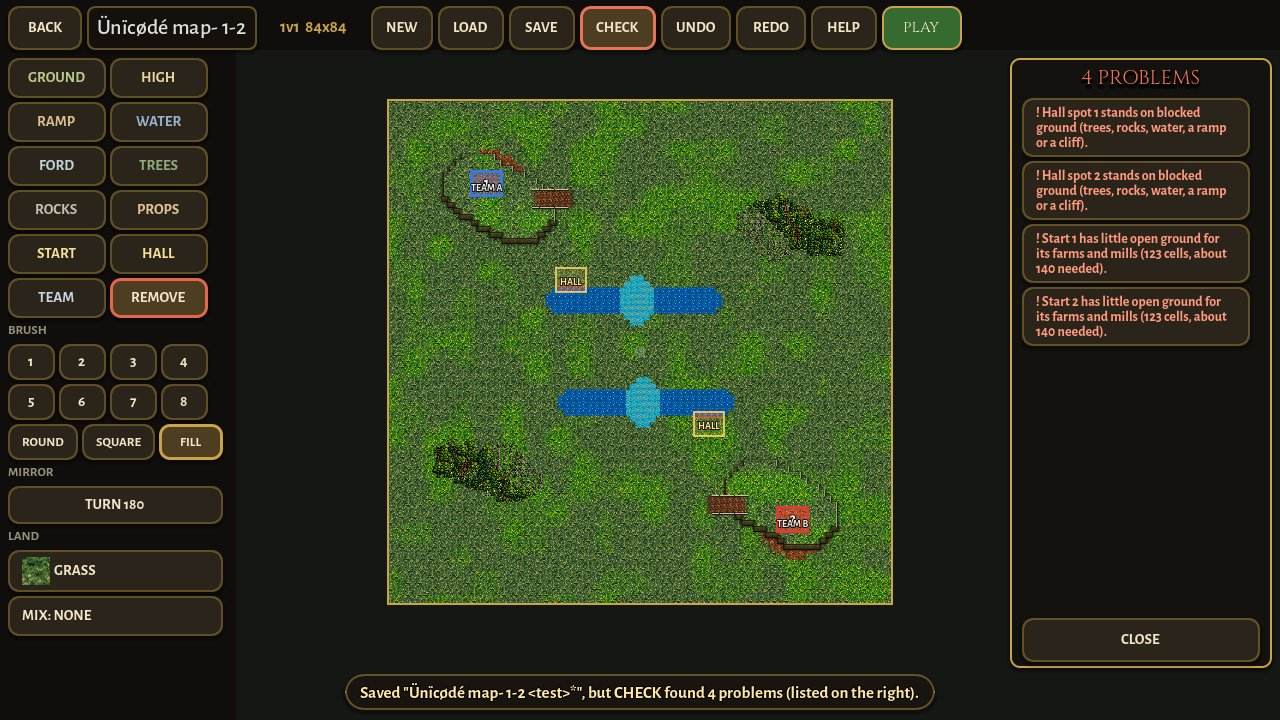 BACK
Ünïcødé map- 1-2
1v1 84x84
NEW
LOAD
SAVE
CHECK
UNDO
REDO
HELP
PLAY
GROUND
HIGH
RAMP
WATER
FORD
TREES
ROCKS
PROPS
START
HALL
TEAM
REMOVE
BRUSH
1
2
3
4
5
6
7
8
ROUND
SQUARE
FILL
MIRROR
TURN 180
LAND
GRASS
MIX: NONE
1
TEAM A
HALL
HALL
2
TEAM B
4 PROBLEMS
! Hall spot 1 stands on blocked
ground (trees, rocks, water, a ramp
or a cliff).
! Hall spot 2 stands on blocked
ground (trees, rocks, water, a ramp
or a cliff).
! Start 1 has little open ground for
its farms and mills (123 cells, about
140 needed).
! Start 2 has little open ground for
its farms and mills (123 cells, about
140 needed).
CLOSE
Saved "Ünïcødé map- 1-2 <test>*", but CHECK found 4 problems (listed on the right).